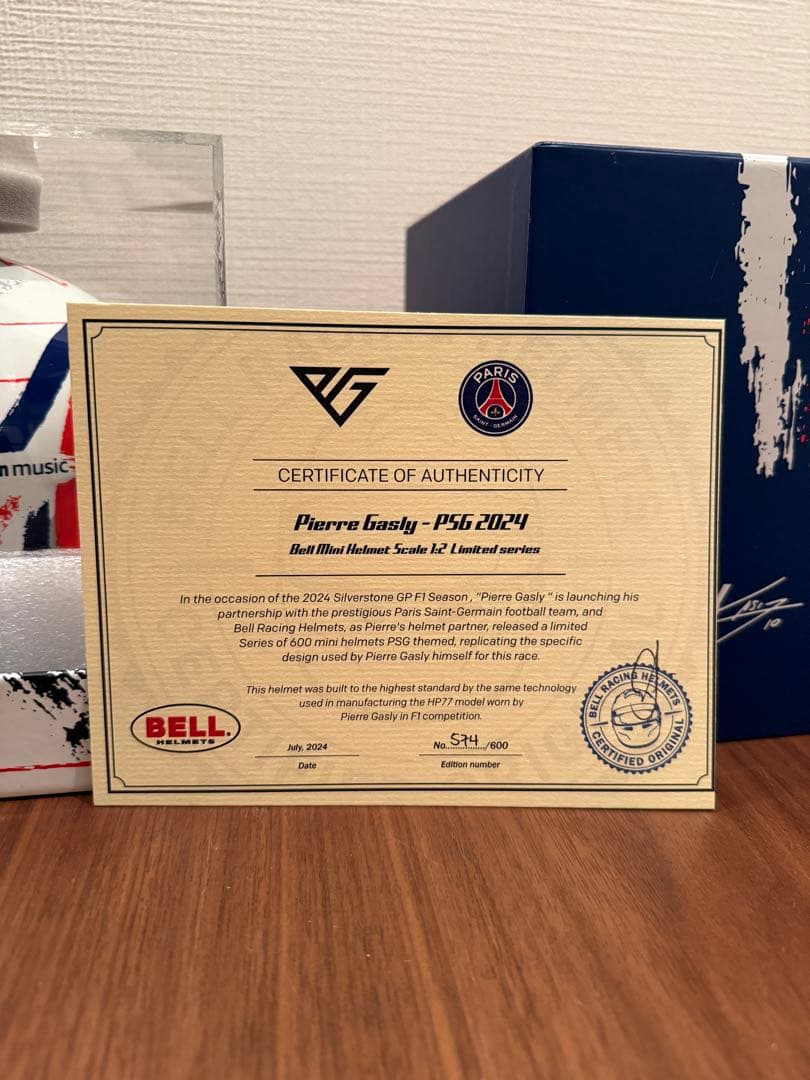 PG
PARIS
SAINT-GERMAIN
CERTIFICATE OF AUTHENTICITY
Pierre Gasly - PSG 2024
Bell Mini Helmet Scale 1:2 Limited series
In the occasion of the 2024 Silverstone GP F1 Season, "Pierre Gasly " is launching his
partnership with the prestigious Paris Saint-Germain football team, and
Bell Racing Helmets, as Pierre's helmet partner, released a limited
Series of 600 mini helmets PSG themed, replicating the specific
design used by Pierre Gasly himself for this race.
This helmet was built to the highest standard by the same technology
used in manufacturing the HP77 model worn by
Pierre Gasly in F1 competition.
BELL.
HELMETS
July, 2024
Date
No. 574 /600
Edition number
BELL RACING HELMETS
CERTIFIED ORIGINAL
music
10